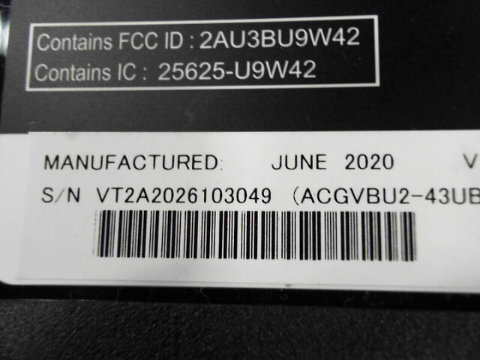 Contains FCC ID : 2AU3BU9W42
Contains IC : 25625-U9W42
MANUFACTURED: JUNE 2020 V
S/N VT2A2026103049 (ACGVBU2-43UB